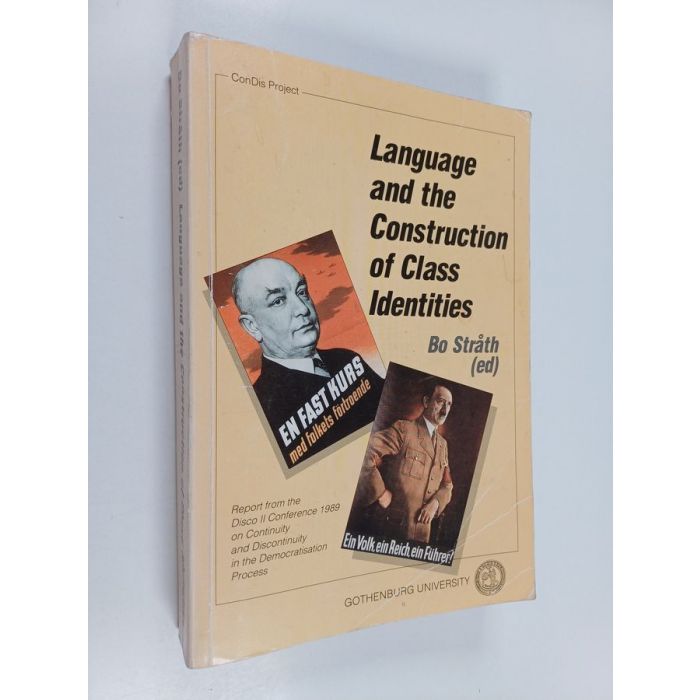 ConDis Project
Language
and the
Construction
of Class
Identities
Bo Stråth
(ed)
EN FAST KURS
med folkets förtroende
Ein Volk, ein Reich, ein Führer!
Report from the
Disco II Conference 1989
on Continuity
and Discontinuity
in the Democratisation
Process
GOTHENBURG UNIVERSITY
Bo Stråth (ed) Language and the Construction of